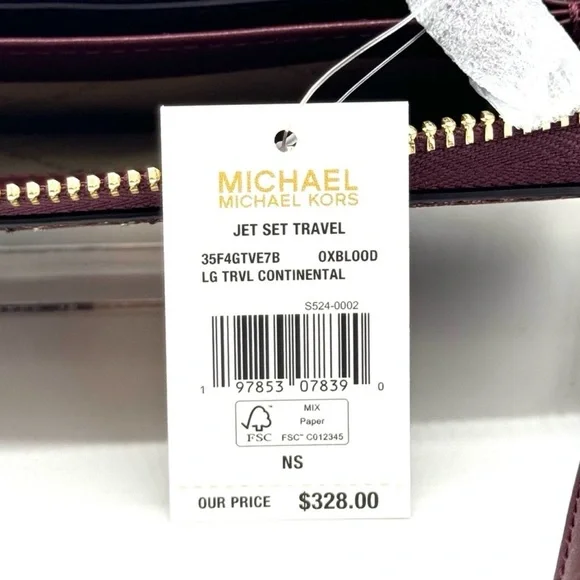 MICHAEL
MICHAEL KORS
JET SET TRAVEL
35F4GTVE7B OXBLOOD
LG TRVL CONTINENTAL
S524-0002
1 97853 07839 0
MIX
Paper
FSC FSC™ C012345
NS
OUR PRICE $328.00